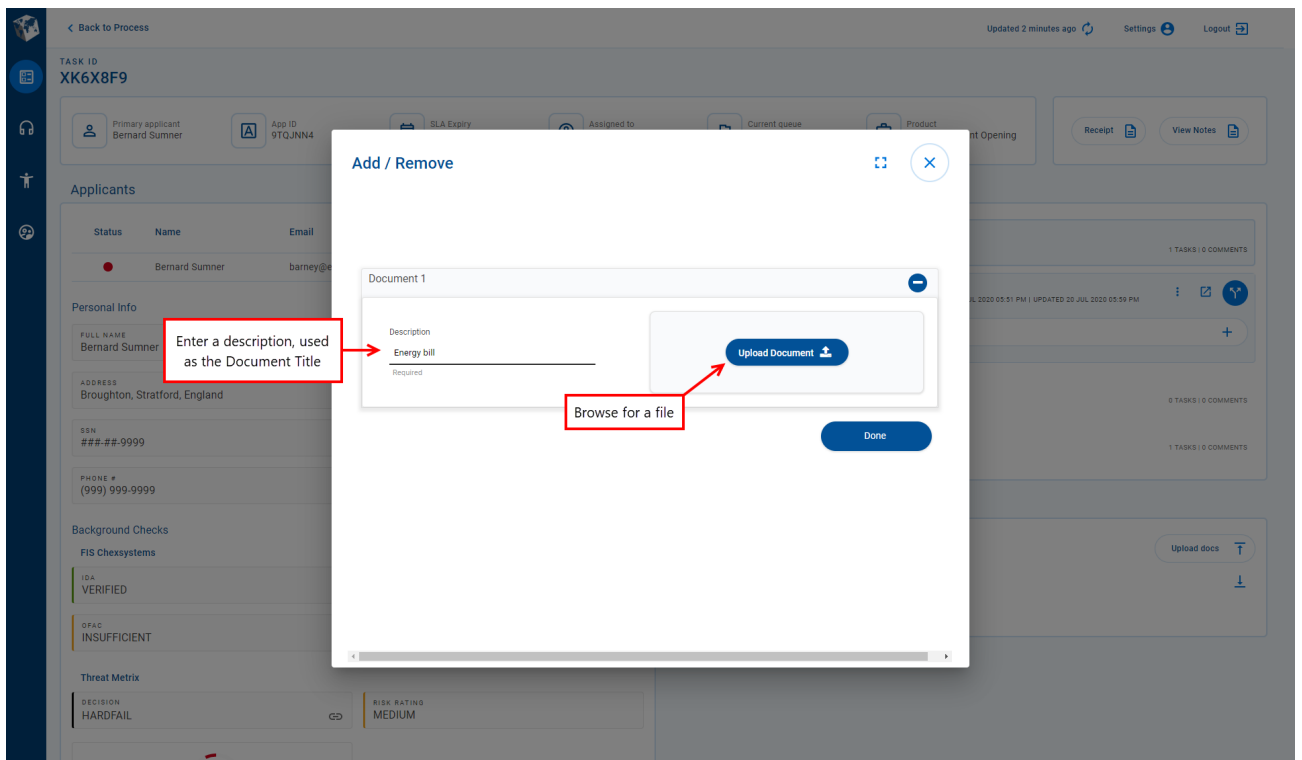 Back to Process
Updated 2 minutes ago
Settings
Logout
TASK ID
XK6X8F9
Primary applicant
Bernard Sumner
App ID
9TQJNN4
SLA Expiry
Assigned to
Current queue
Product
nt Opening
Receipt
View Notes
Add / Remove
Applicants
Status Name Email
Bernard Sumner barney@e
1 TASKS | 0 COMMENTS
Document 1
JL 2020 05:51 PM | UPDATED 20 JUL 2020 05:59 PM
Personal Info
FULL NAME
Bernard Sumner
Enter a description, used
as the Document Title
Description
Energy bill
Required
Upload Document
Browse for a file
Done
ADDRESS
Broughton, Stratford, England
0 TASKS | 0 COMMENTS
SSN
###-##-9999
1 TASKS | 0 COMMENTS
PHONE #
(999) 999-9999
Background Checks
FIS Chexsystems
Upload docs
IDA
VERIFIED
OFAC
INSUFFICIENT
Threat Metrix
DECISION
HARDFAIL
RISK RATING
MEDIUM